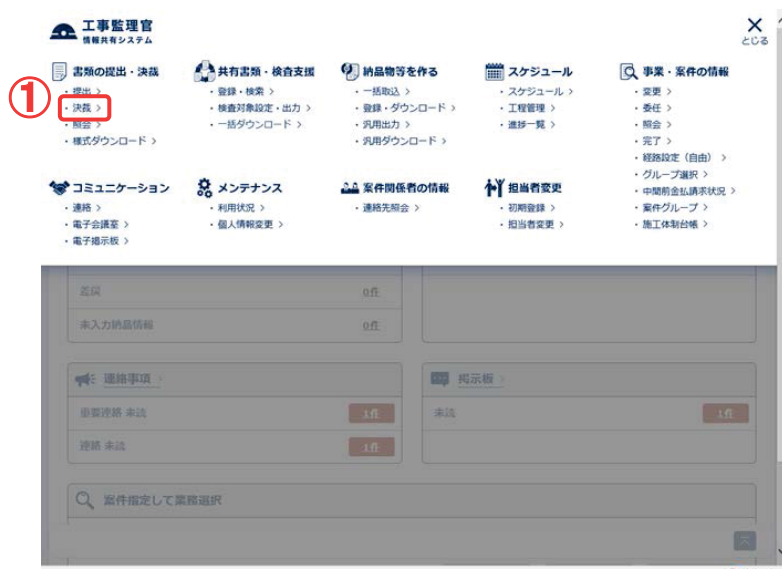 工事監理官
情報共有システム
とじる
書類の提出・決裁
共有書類・検査支援
納品物等を作る
スケジュール
事業・案件の情報
①
・提出 >
・決裁 >
・照会 >
・様式ダウンロード >
・登録・検索 >
・検査対象設定・出力 >
・一括ダウンロード >
・一括取込 >
・登録・ダウンロード >
・汎用出力 >
・汎用ダウンロード >
・スケジュール >
・工程管理 >
・進捗一覧 >
・変更 >
・委任 >
・照会 >
・完了 >
・経路設定（自由） >
・グループ選択 >
・中間前金払請求状況 >
・案件グループ >
・施工体制台帳 >
コミュニケーション
メンテナンス
案件関係者の情報
担当者変更
・連絡 >
・電子会議室 >
・電子掲示板 >
・利用状況 >
・個人情報変更 >
・連絡先照会 >
・初期登録 >
・担当者変更 >
差戻 0件
未入力納品情報 0件
連絡事項 >
掲示板 >
重要連絡 未読 1件
未読 1件
連絡 未読 1件
案件指定して業務選択